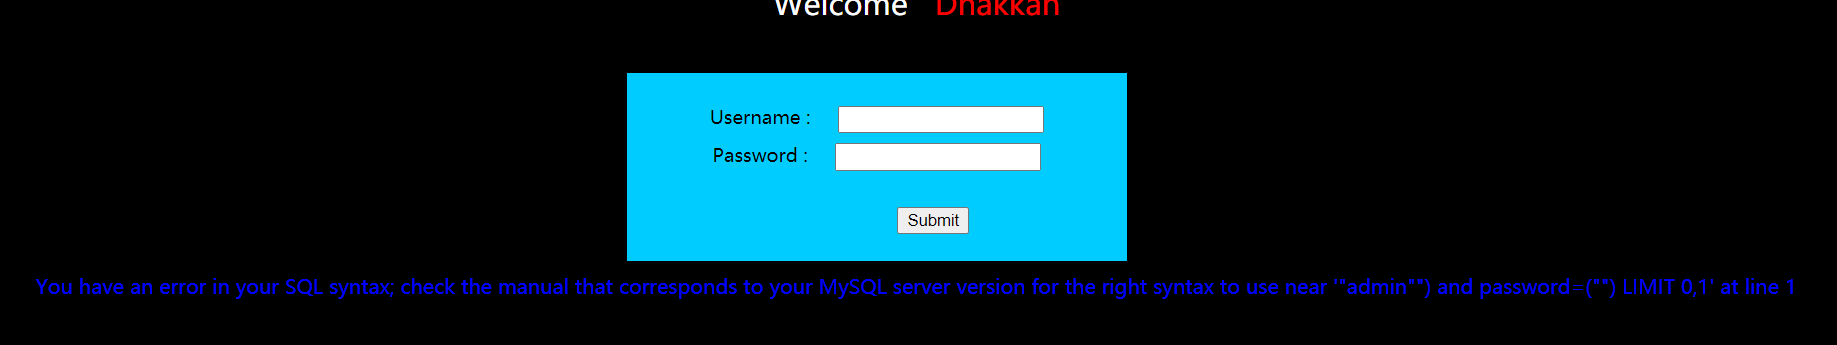 Welcome Dhakkan
Username :
Password :
Submit
You have an error in your SQL syntax; check the manual that corresponds to your MySQL server version for the right syntax to use near '"admin"") and password=("") LIMIT 0,1' at line 1